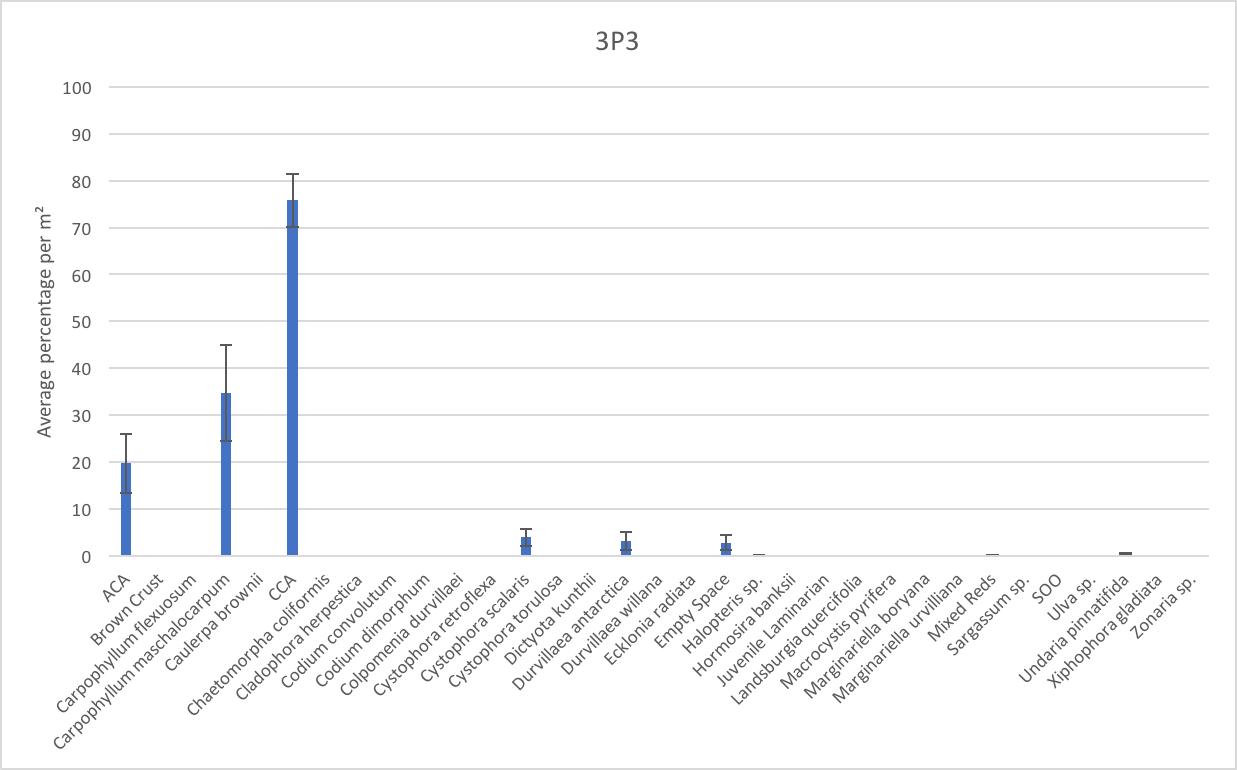 3P3
Average percentage per m²
100
90
80
70
60
50
40
30
20
10
0
ACA
Brown Crust
Carpophyllum flexuosum
Carpophyllum maschalocarpum
Caulerpa brownii
CCA
Chaetomorpha coliformis
Cladophora herpestica
Codium convolutum
Codium dimorphum
Colpomenia durvillaei
Cystophora retroflexa
Cystophora scalaris
Cystophora torulosa
Dictyota kunthii
Durvillaea antarctica
Durvillaea willana
Ecklonia radiata
Empty Space
Halopteris sp.
Hormosira banksii
Juvenile Laminarian
Landsburgia quercifolia
Macrocystis pyrifera
Marginariella boryana
Marginariella urvilliana
Mixed Reds
Sargassum sp.
SOO
Ulva sp.
Undaria pinnatifida
Xiphophora gladiata
Zonaria sp.